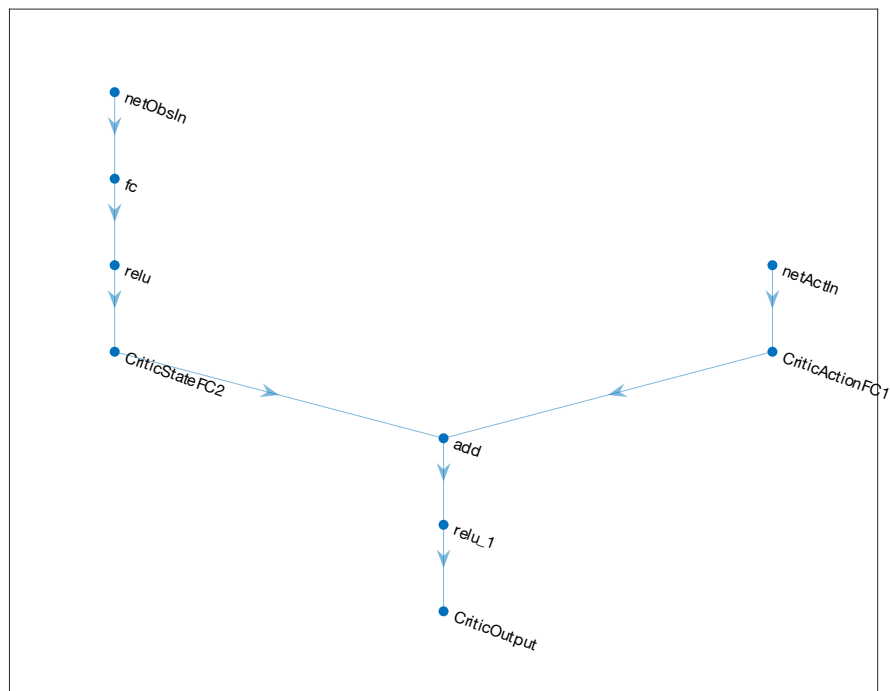 netObsIn
fc
relu
netActIn
CriticStateFC2
CriticActionFC1
add
relu_1
CriticOutput